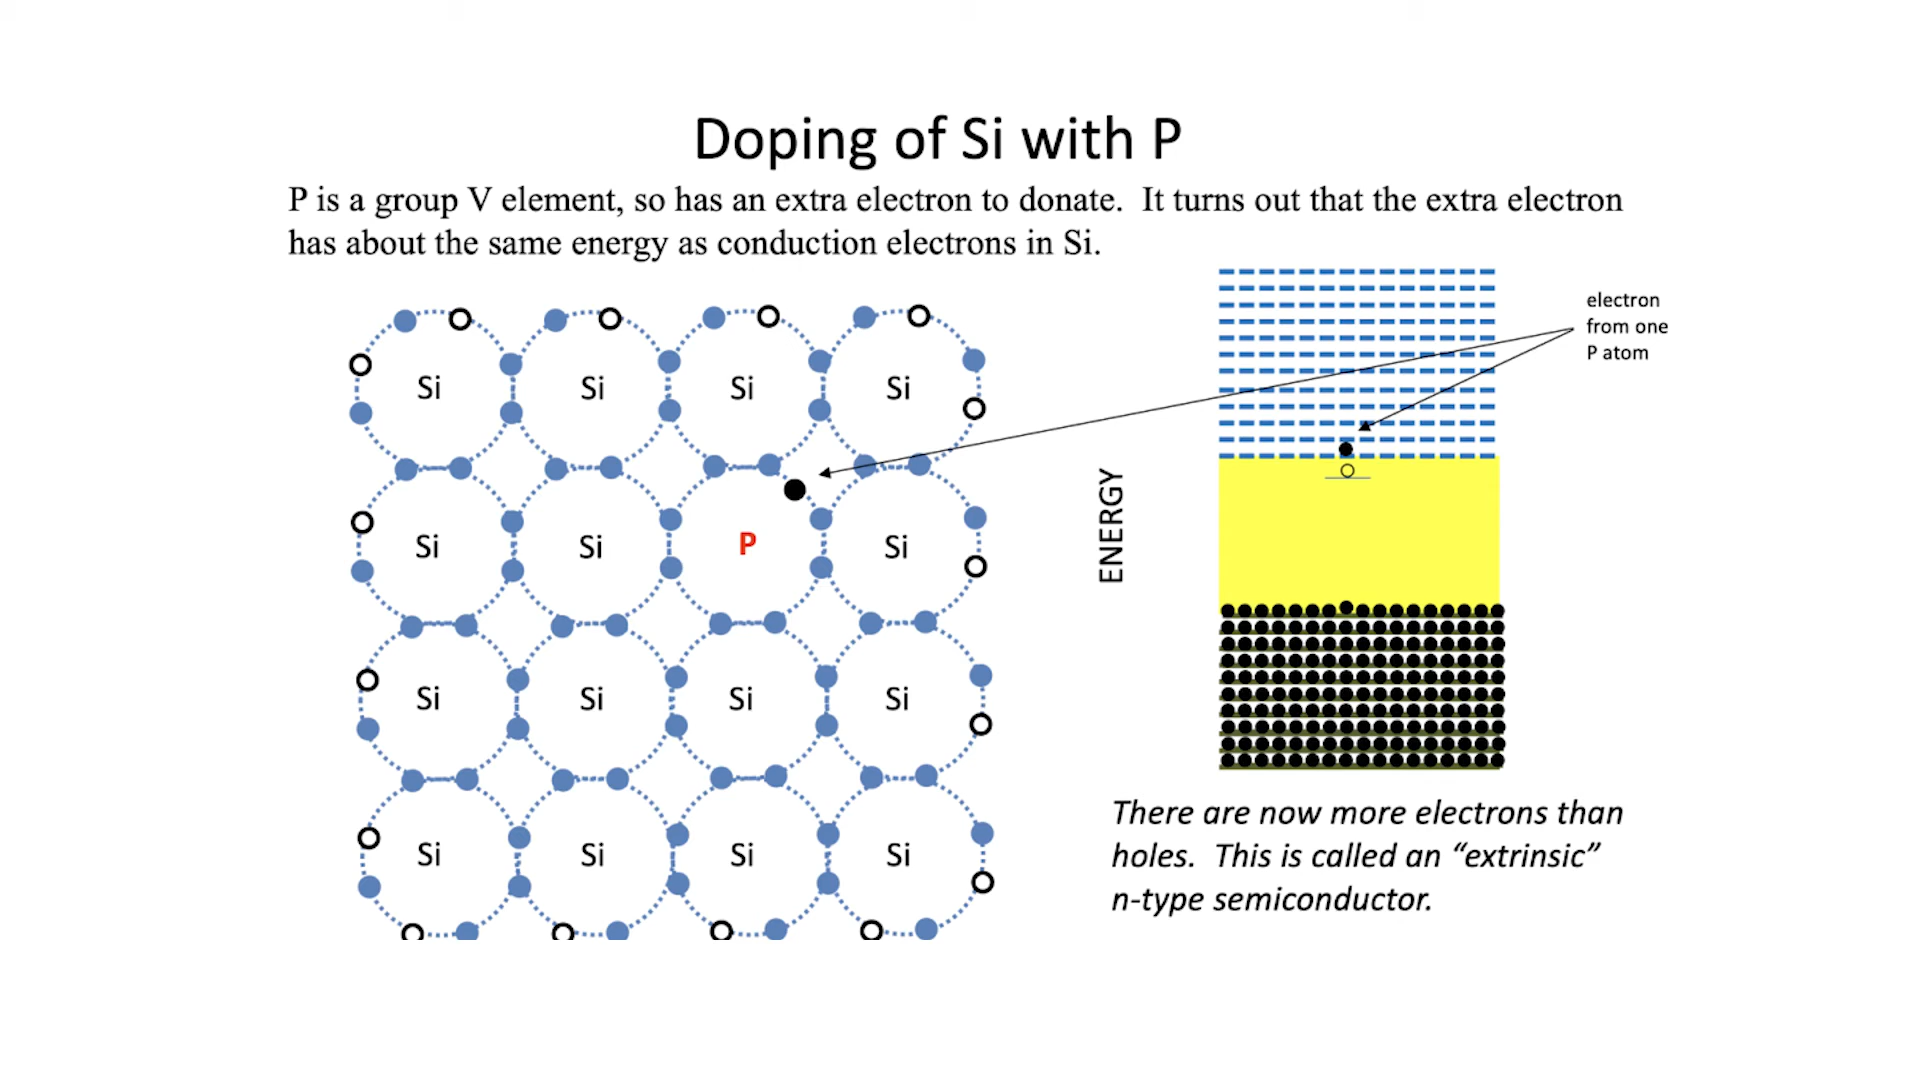 Doping of Si with P
P is a group V element, so has an extra electron to donate.  It turns out that the extra electron
has about the same energy as conduction electrons in Si.
electron
from one
P atom
Si Si Si Si
Si Si P Si
Si Si Si Si
Si Si Si Si
ENERGY
There are now more electrons than
holes.  This is called an “extrinsic”
n-type semiconductor.